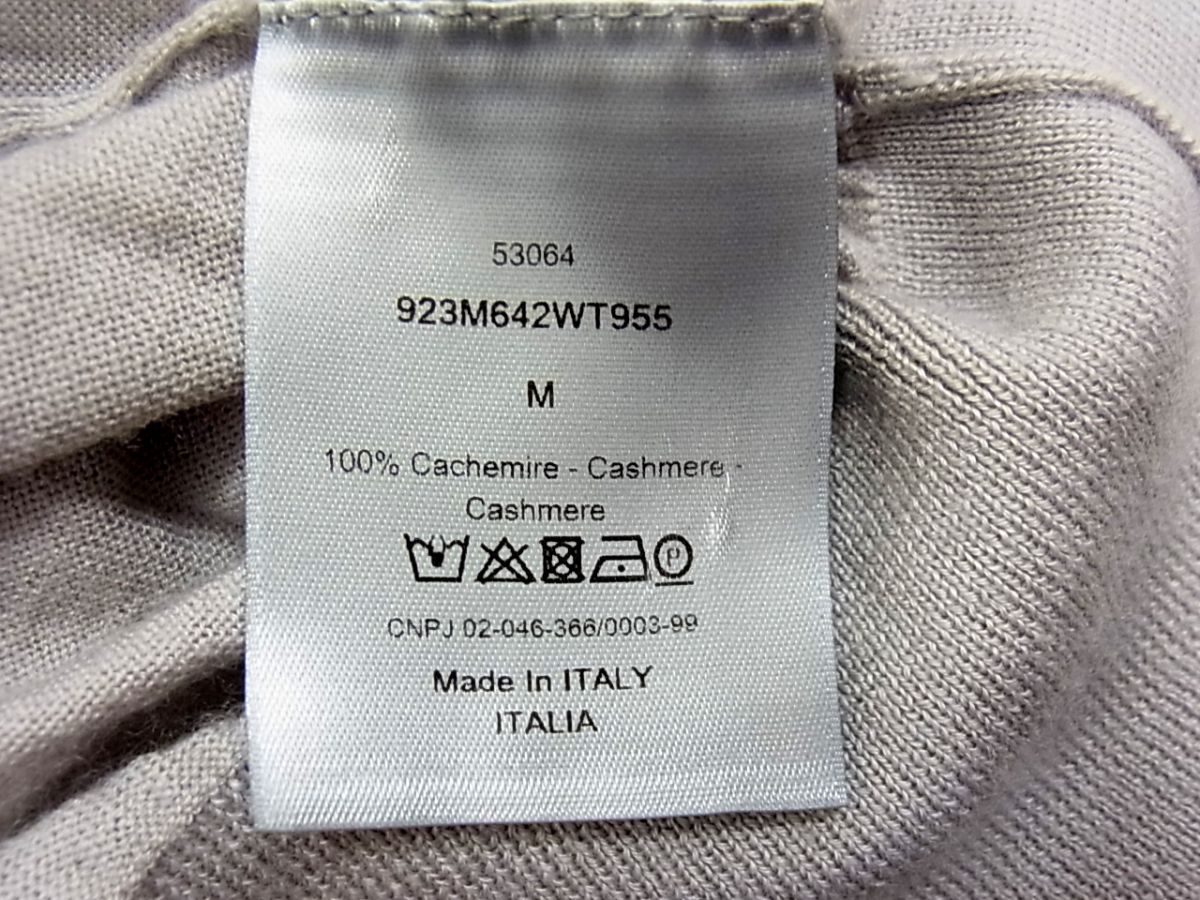 53064
923M642WT955
M
100% Cachemire - Cashmere -
Cashmere
P
CNPJ 02-046-366/0003-99
Made In ITALY
ITALIA